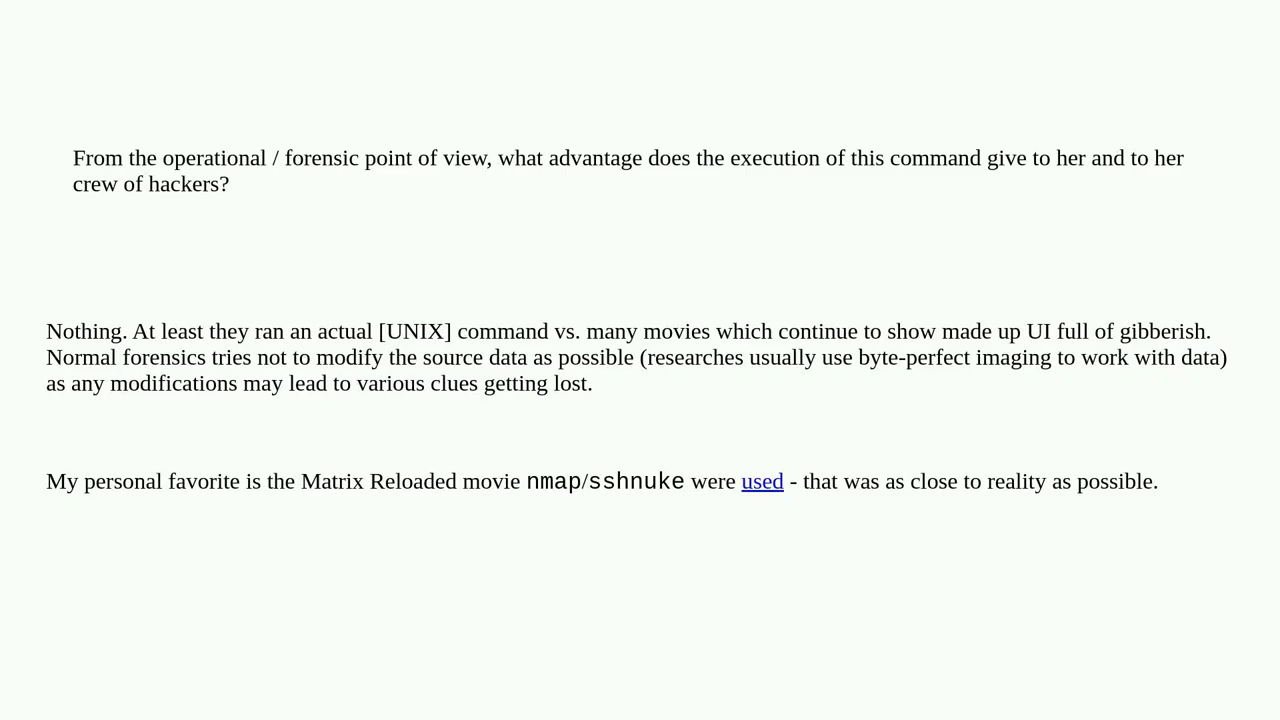 From the operational / forensic point of view, what advantage does the execution of this command give to her and to her
crew of hackers?
Nothing. At least they ran an actual [UNIX] command vs. many movies which continue to show made up UI full of gibberish.
Normal forensics tries not to modify the source data as possible (researches usually use byte-perfect imaging to work with data)
as any modifications may lead to various clues getting lost.
My personal favorite is the Matrix Reloaded movie nmap/sshnuke were used - that was as close to reality as possible.